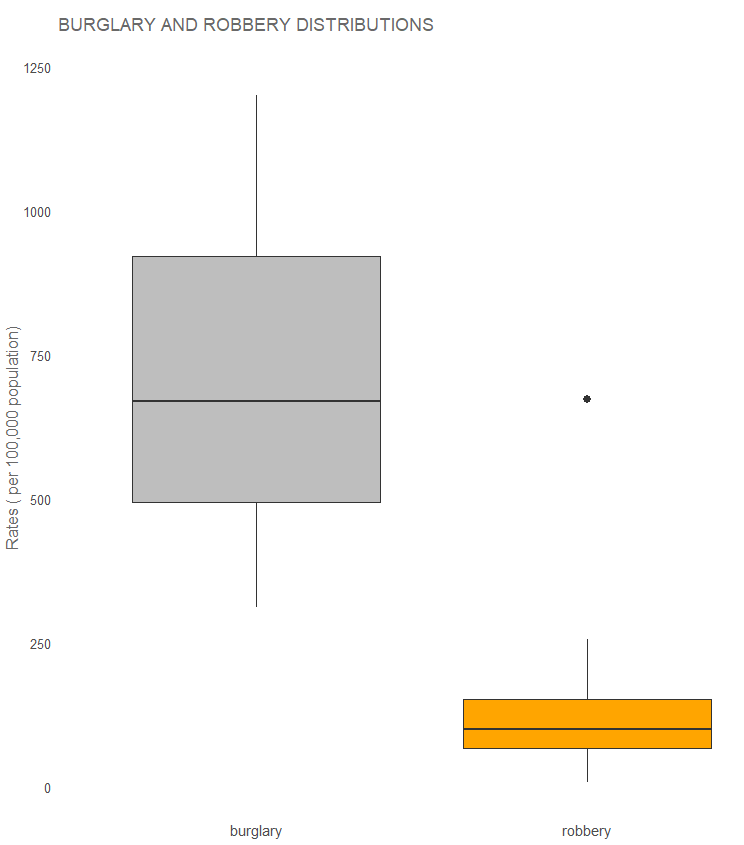 BURGLARY AND ROBBERY DISTRIBUTIONS
1250
1000
750
500
250
0
Rates ( per 100,000 population)
burglary
robbery